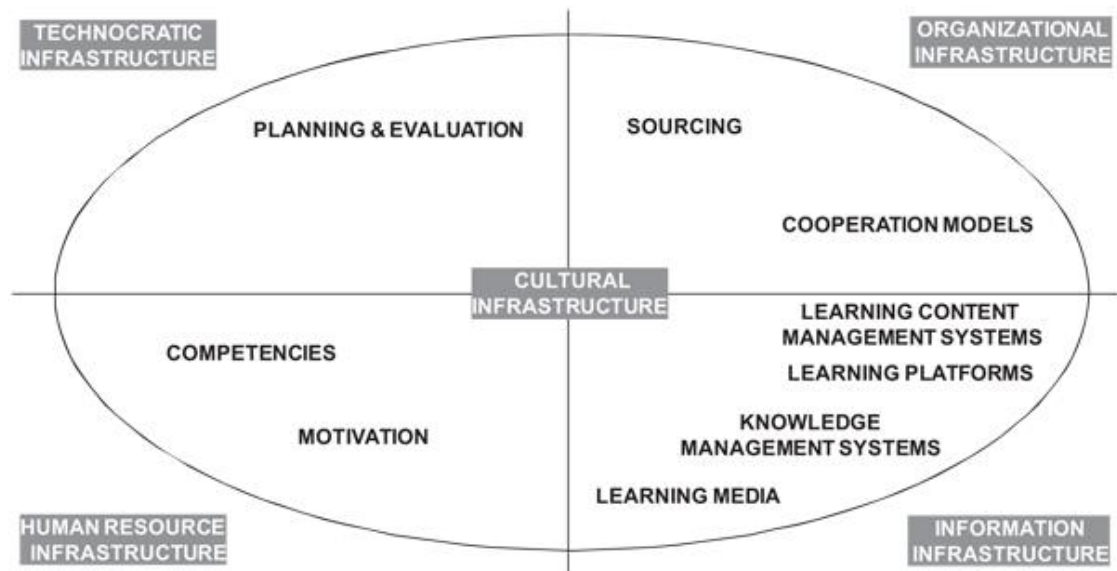 TECHNOCRATIC
INFRASTRUCTURE
ORGANIZATIONAL
INFRASTRUCTURE
PLANNING & EVALUATION
SOURCING
COOPERATION MODELS
CULTURAL
INFRASTRUCTURE
LEARNING CONTENT
MANAGEMENT SYSTEMS
COMPETENCIES
LEARNING PLATFORMS
MOTIVATION
KNOWLEDGE
MANAGEMENT SYSTEMS
LEARNING MEDIA
HUMAN RESOURCE
INFRASTRUCTURE
INFORMATION
INFRASTRUCTURE